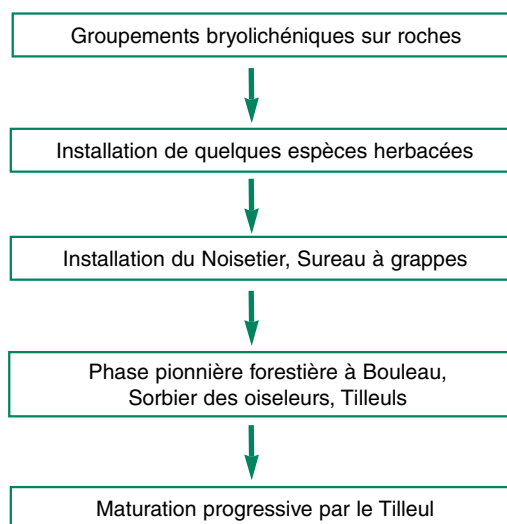 Groupements bryolichéniques sur roches
Installation de quelques espèces herbacées
Installation du Noisetier, Sureau à grappes
Phase pionnière forestière à Bouleau,
Sorbier des oiseleurs, Tilleuls
Maturation progressive par le Tilleul